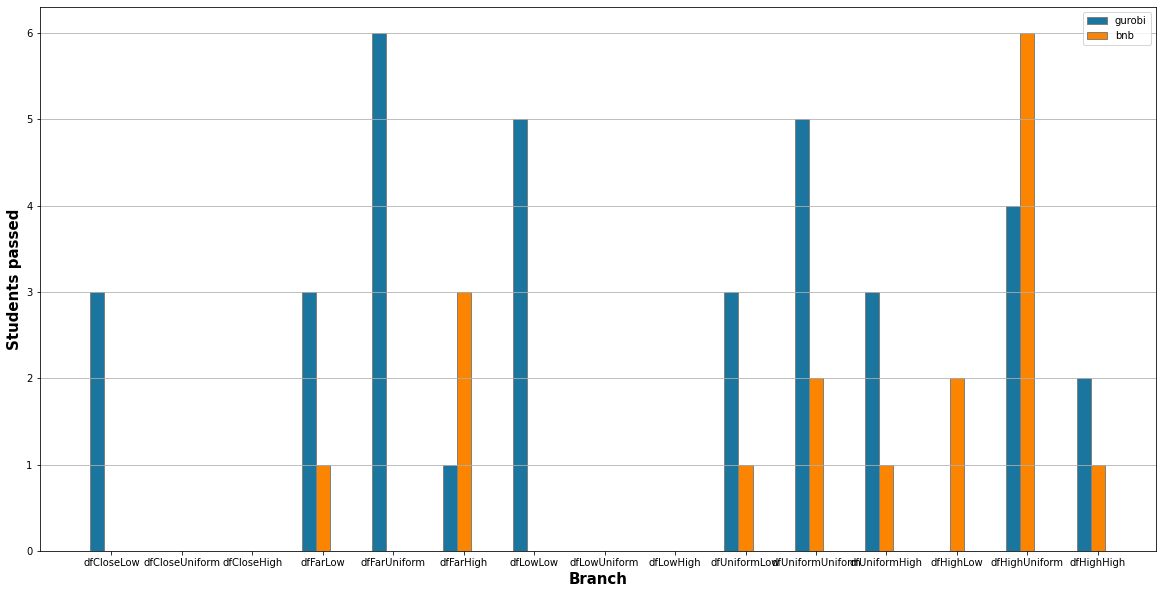 gurobi
bnb
Students passed
6
5
4
3
2
1
0
dfCloseLow dfCloseUniform dfCloseHigh dfFarLow dfFarUniform dfFarHigh dfLowLow dfLowUniform dfLowHigh dfUniformLow dfUniformUniform dfUniformHigh dfHighLow dfHighUniform dfHighHigh
Branch